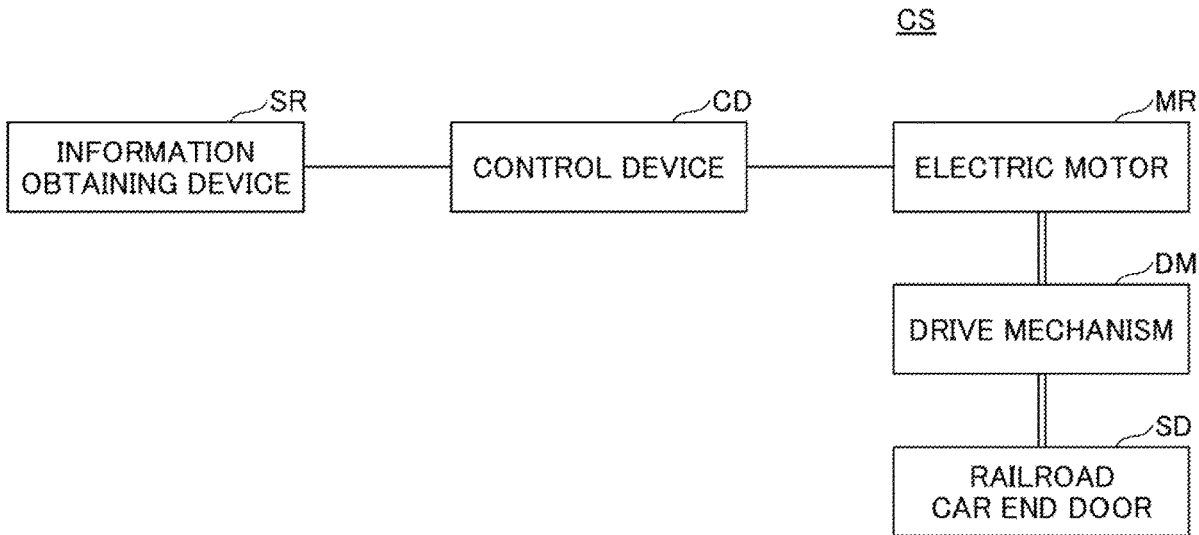 CS
SR
CD
MR
INFORMATION
OBTAINING DEVICE
CONTROL DEVICE
ELECTRIC MOTOR
DM
DRIVE MECHANISM
SD
RAILROAD
CAR END DOOR